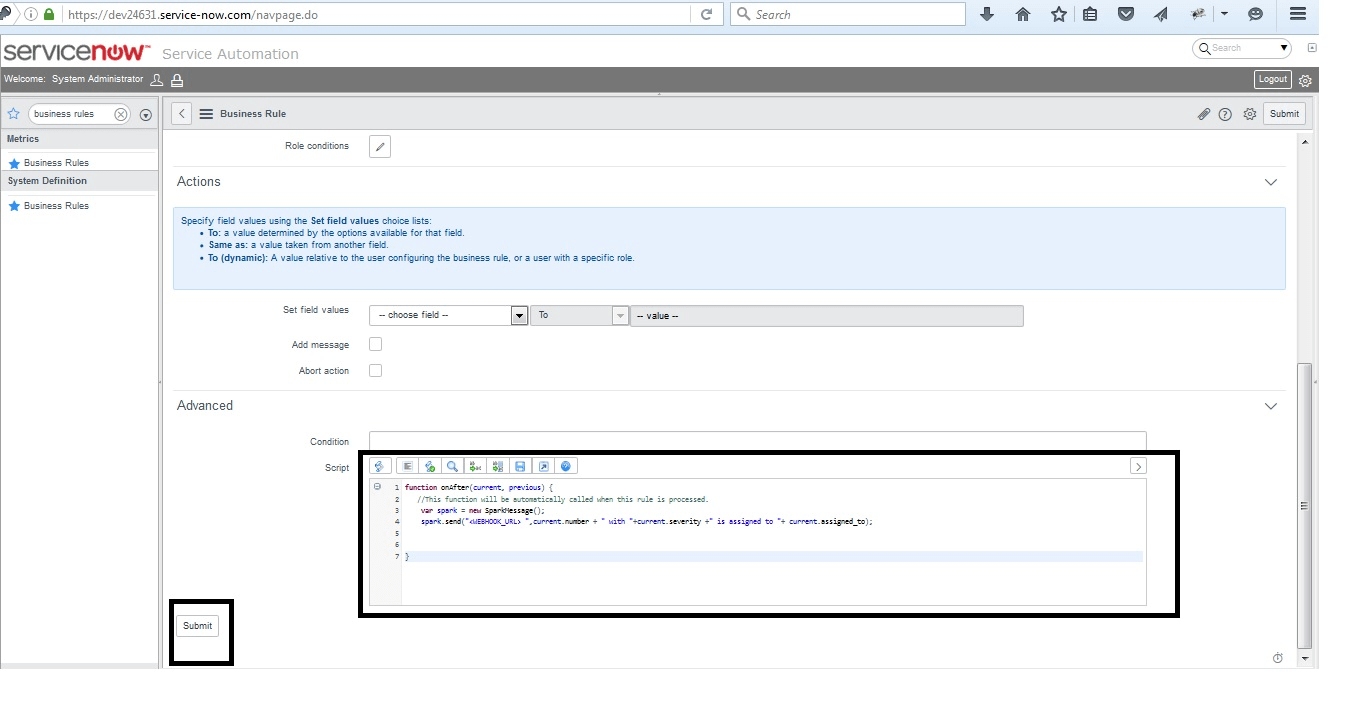 https://dev24631.service-now.com/navpage.do
Search
servicenow™ Service Automation
Search
Welcome: System Administrator
Logout
business rules
Business Rule
Submit
Metrics
Business Rules
System Definition
Business Rules
Role conditions
Actions
Specify field values using the Set field values choice lists:
• To: a value determined by the options available for that field.
• Same as: a value taken from another field.
• To (dynamic): A value relative to the user configuring the business rule, or a user with a specific role.
Set field values
-- choose field --
To
-- value --
Add message
Abort action
Advanced
Condition
Script
1 function onAfter(current, previous) {
2 //This function will be automatically called when this rule is processed.
3 var spark = new SparkMessage();
4 spark.send("<WEBHOOK_URL> ",current.number + " with "+current.severity +" is assigned to "+ current.assigned_to);
5
6
7 }
Submit